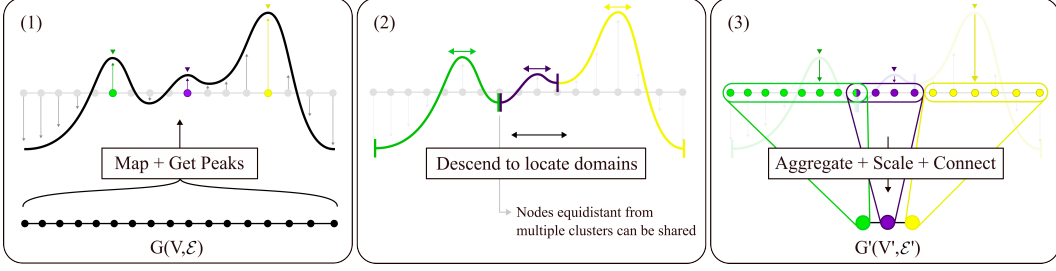 (1)
Map + Get Peaks
G(V,ℰ)
(2)
Descend to locate domains
Nodes equidistant from
multiple clusters can be shared
(3)
Aggregate + Scale + Connect
G'(V',ℰ')